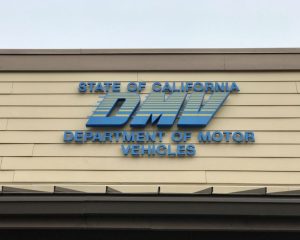 STATE OF CALIFORNIA
DMV
DEPARTMENT OF MOTOR
VEHICLES